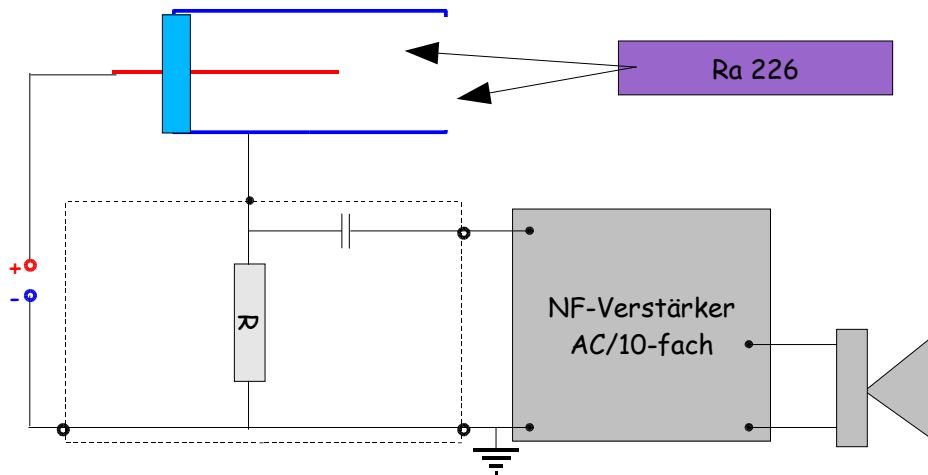 Ra 226
+
-
R
NF-Verstärker
AC/10-fach